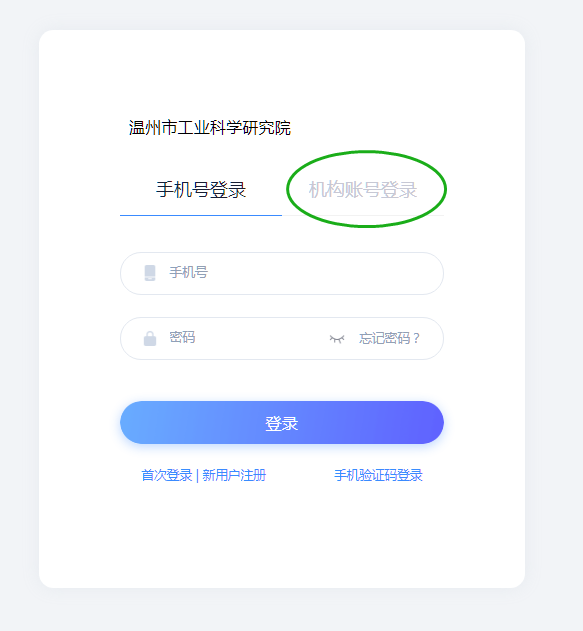 温州市工业科学研究院
手机号登录 机构账号登录
手机号
密码 忘记密码？
登录
首次登录 | 新用户注册 手机验证码登录